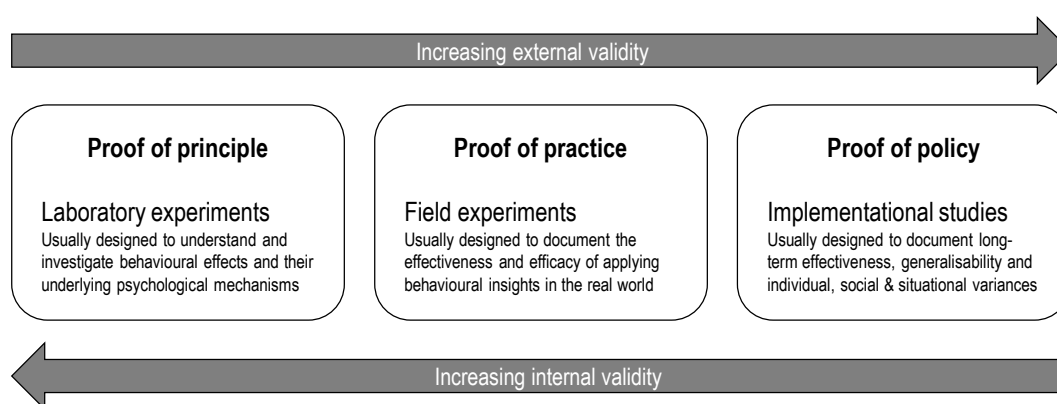 Increasing external validity
Proof of principle
Laboratory experiments
Usually designed to understand and
investigate behavioural effects and their
underlying psychological mechanisms
Proof of practice
Field experiments
Usually designed to document the
effectiveness and efficacy of applying
behavioural insights in the real world
Proof of policy
Implementational studies
Usually designed to document long-
term effectiveness, generalisability and
individual, social & situational variances
Increasing internal validity